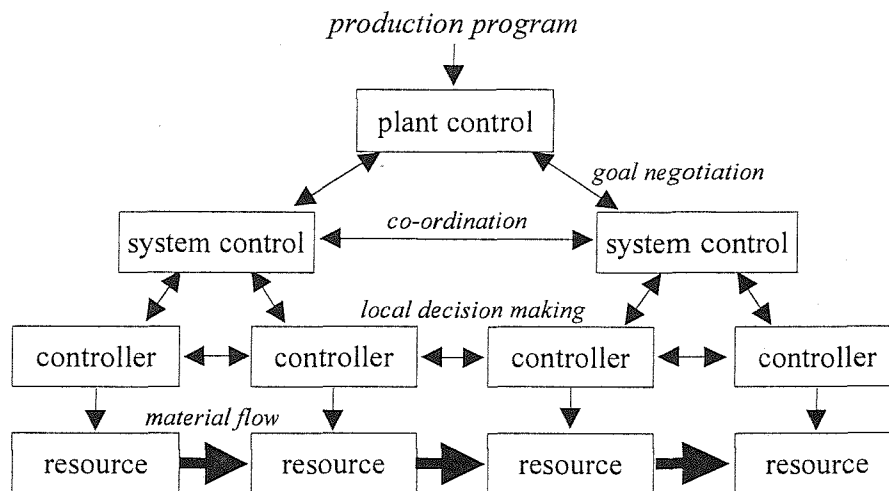 production program
plant control
goal negotiation
co-ordination
system control
system control
local decision making
controller
controller
controller
controller
material flow
resource
resource
resource
resource